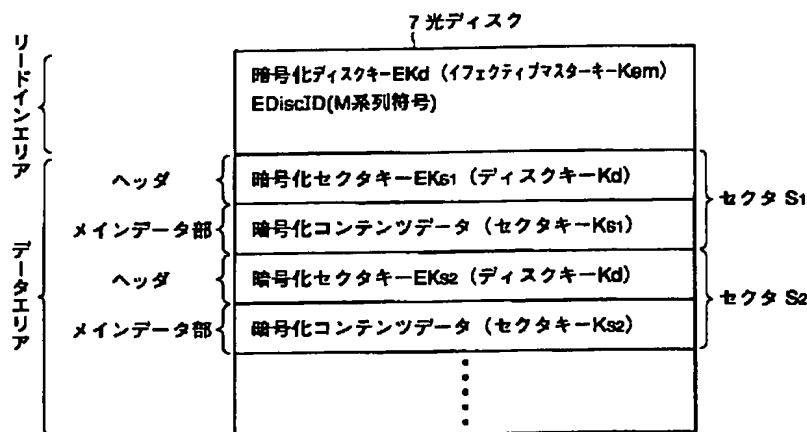 7 光ディスク
リードインエリア
暗号化ディスクキーEKd (イフェクティブマスターキーKem)
EDiscID(M系列符号)
データエリア
ヘッダ
暗号化セクタキーEKS1 (ディスクキーKd)
メインデータ部
暗号化コンテンツデータ (セクタキーKS1)
セクタ S1
ヘッダ
暗号化セクタキーEKS2 (ディスクキーKd)
メインデータ部
暗号化コンテンツデータ (セクタキーKS2)
セクタ S2